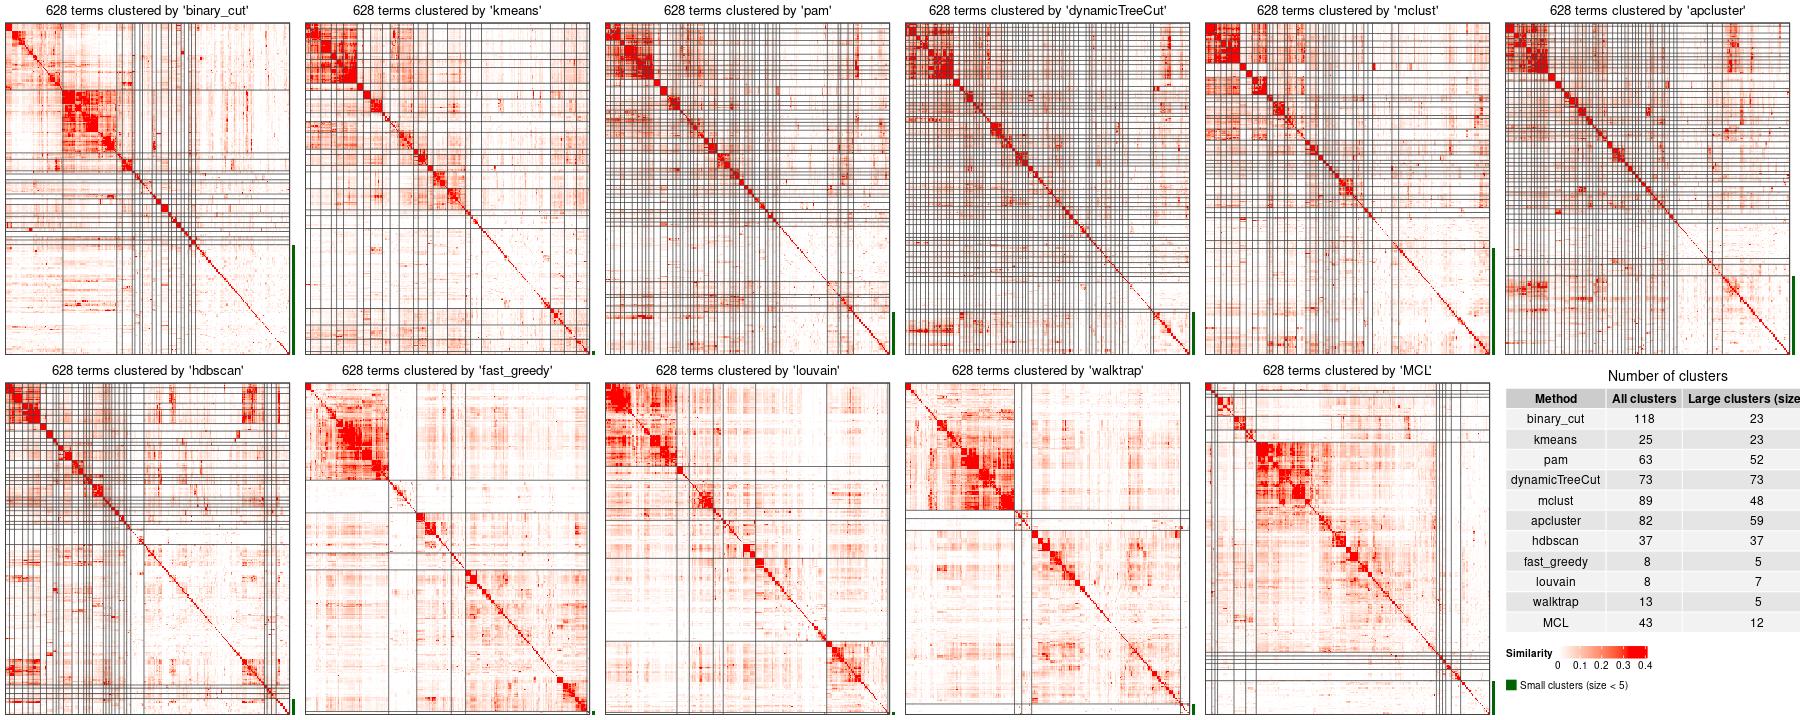 628 terms clustered by 'binary_cut'
628 terms clustered by 'kmeans'
628 terms clustered by 'pam'
628 terms clustered by 'dynamicTreeCut'
628 terms clustered by 'mclust'
628 terms clustered by 'apcluster'
628 terms clustered by 'hdbscan'
628 terms clustered by 'fast_greedy'
628 terms clustered by 'louvain'
628 terms clustered by 'walktrap'
628 terms clustered by 'MCL'
Number of clusters
Method All clusters Large clusters (size
binary_cut 118 23
kmeans 25 23
pam 63 52
dynamicTreeCut 73 73
mclust 89 48
apcluster 82 59
hdbscan 37 37
fast_greedy 8 5
louvain 8 7
walktrap 13 5
MCL 43 12
Similarity
0 0.1 0.2 0.3 0.4
Small clusters (size < 5)